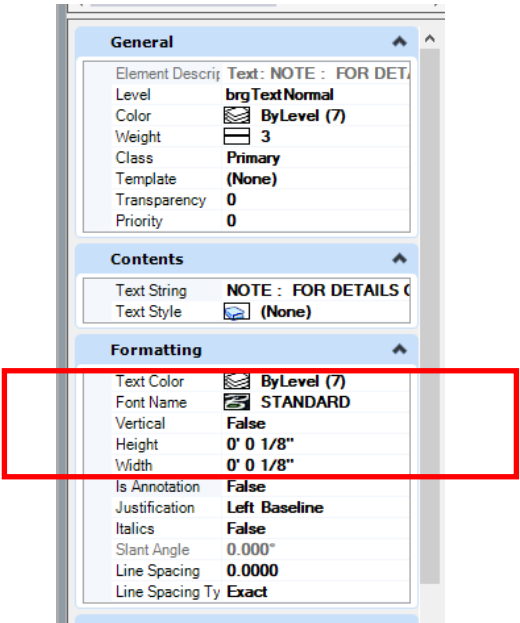 General
Element Descrip Text: NOTE : FOR DETA
Level brgTextNormal
Color ByLevel (7)
Weight 3
Class Primary
Template (None)
Transparency 0
Priority 0
Contents
Text String NOTE : FOR DETAILS O
Text Style (None)
Formatting
Text Color ByLevel (7)
Font Name STANDARD
Vertical False
Height 0' 0 1/8"
Width 0' 0 1/8"
Is Annotation False
Justification Left Baseline
Italics False
Slant Angle 0.000°
Line Spacing 0.0000
Line Spacing Ty Exact